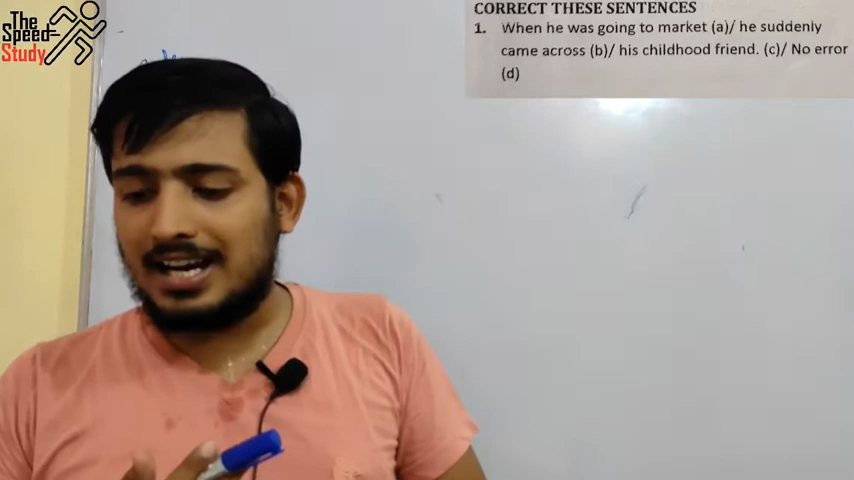 The
Speed
Study
CORRECT THESE SENTENCES
1. When he was going to market (a)/ he suddenly
came across (b)/ his childhood friend. (c)/ No error
(d)